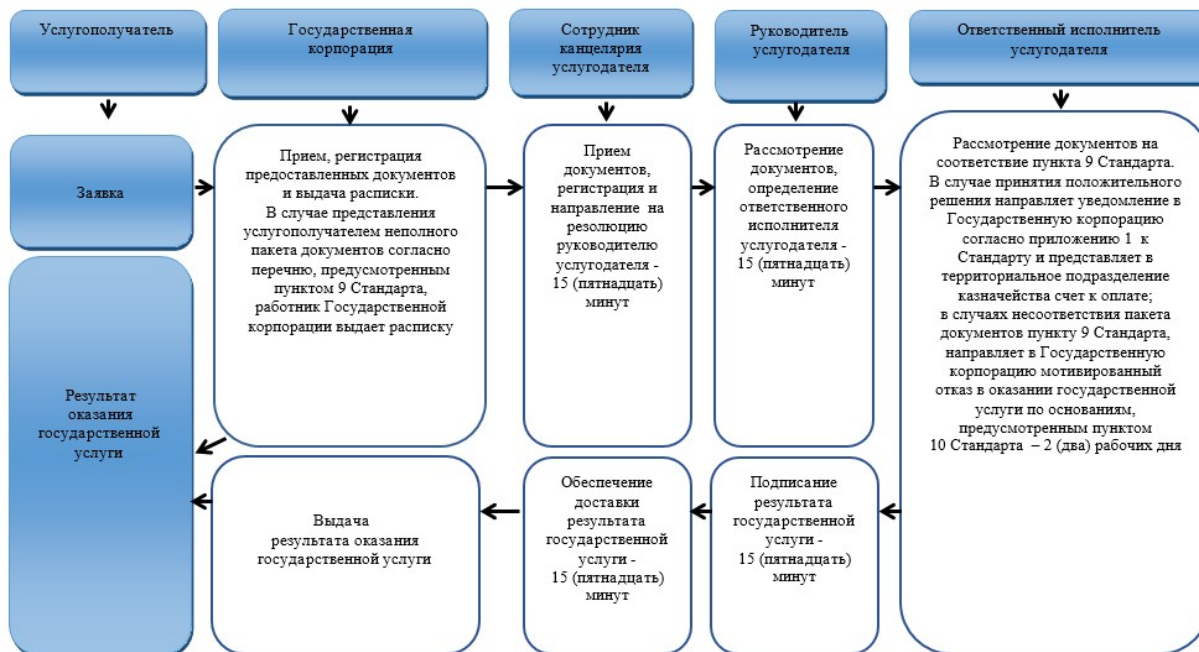 Услугополучатель
Государственная
корпорация
Сотрудник
канцелярия
услугодателя
Руководитель
услугодателя
Ответственный исполнитель
услугодателя
Заявка
Прием, регистрация
предоставленных документов
и выдача расписки.
В случае представления
услугополучателем неполного
пакета документов согласно
перечню, предусмотренным
пунктом 9 Стандарта,
работник Государственной
корпорации выдает расписку
Прием
документов,
регистрация и
направление на
резолюцию
руководителю
услугодателя -
15 (пятнадцать)
минут
Рассмотрение
документов,
определение
ответственного
исполнителя
услугодателя -
15 (пятнадцать)
минут
Рассмотрение документов на
соответствие пункта 9 Стандарта.
В случае принятия положительного
решения направляет уведомление в
Государственную корпорацию
согласно приложению 1 к
Стандарту и представляет в
территориальное подразделение
казначейства счет к оплате;
в случаях несоответствия пакета
документов пункту 9 Стандарта,
направляет в Государственную
корпорацию мотивированный
отказ в оказании государственной
услуги по основаниям,
предусмотренным пунктом
10 Стандарта – 2 (два) рабочих дня
Результат
оказания
государственной
услуги
Выдача
результата оказания
государственной услуги
Обеспечение
доставки
результата
государственной
услуги -
15 (пятнадцать)
минут
Подписание
результата
государственной
услуги -
15 (пятнадцать)
минут